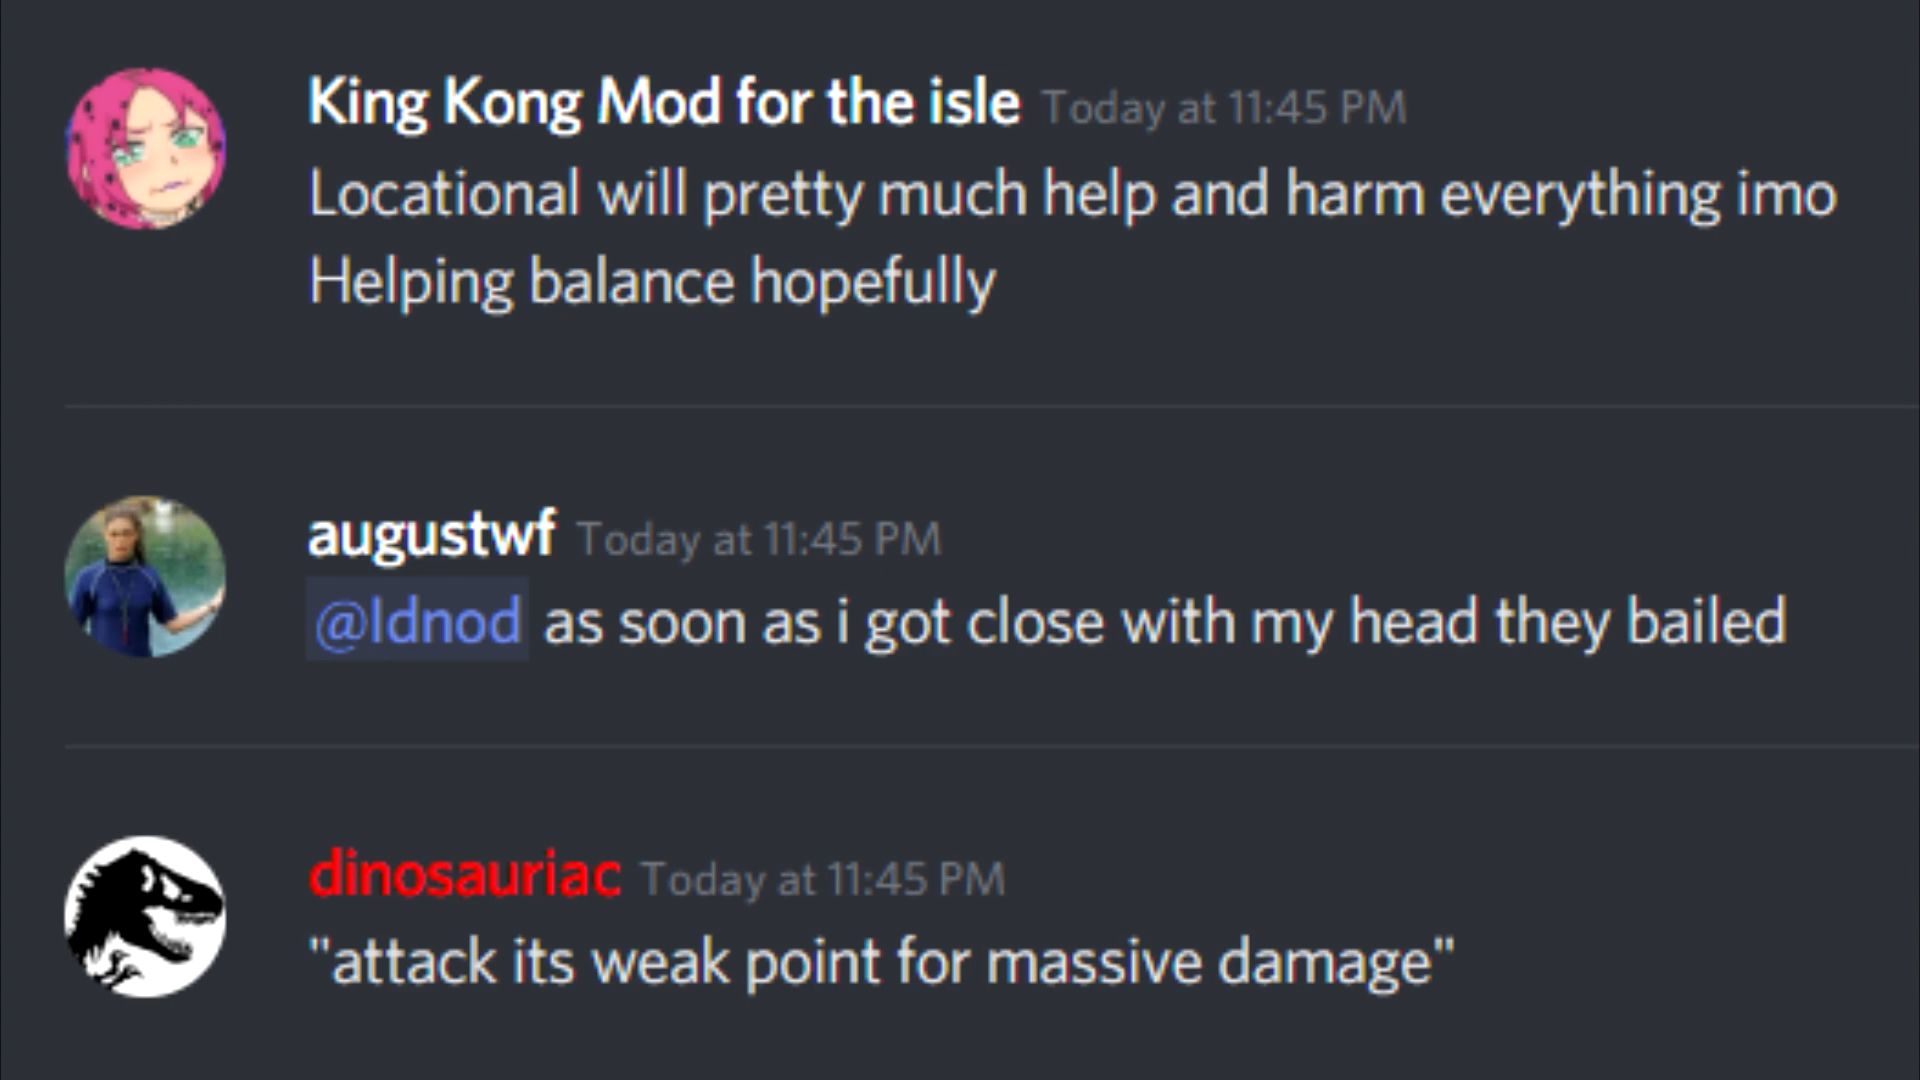 King Kong Mod for the isle Today at 11:45 PM
Locational will pretty much help and harm everything imo
Helping balance hopefully
augustwf Today at 11:45 PM
@ldnod as soon as i got close with my head they bailed
dinosauriac Today at 11:45 PM
"attack its weak point for massive damage"